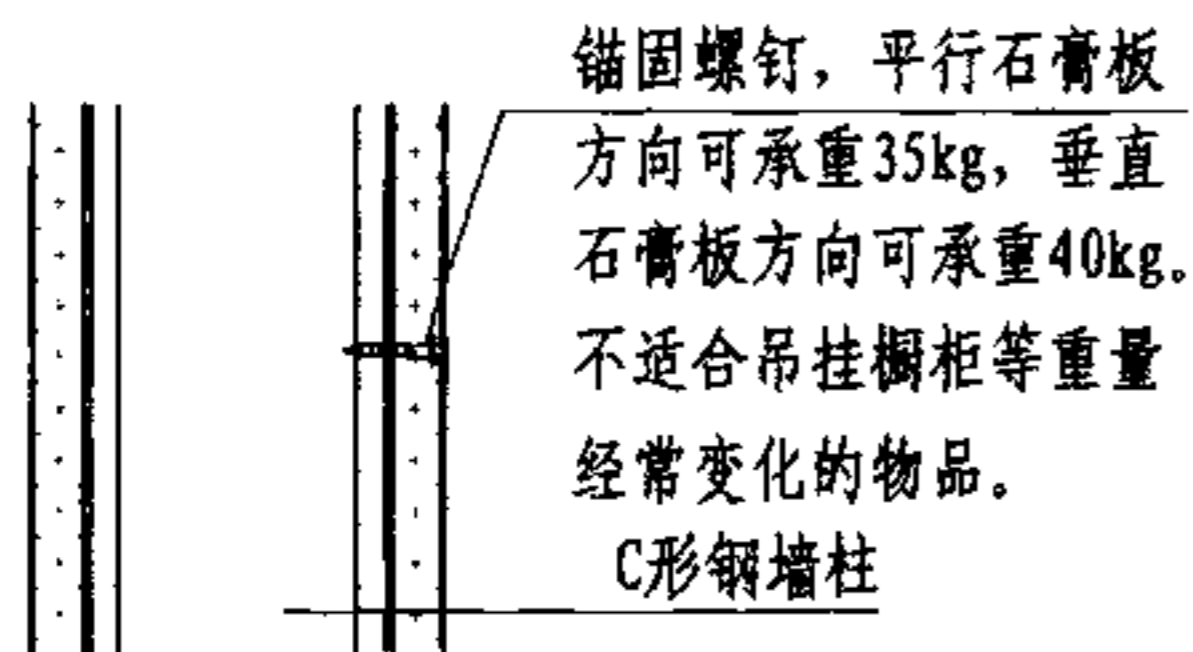 锚固螺钉，平行石膏板
方向可承重35kg，垂直
石膏板方向可承重40kg。
不适合吊挂橱柜等重量
经常变化的物品。
C形钢墙柱